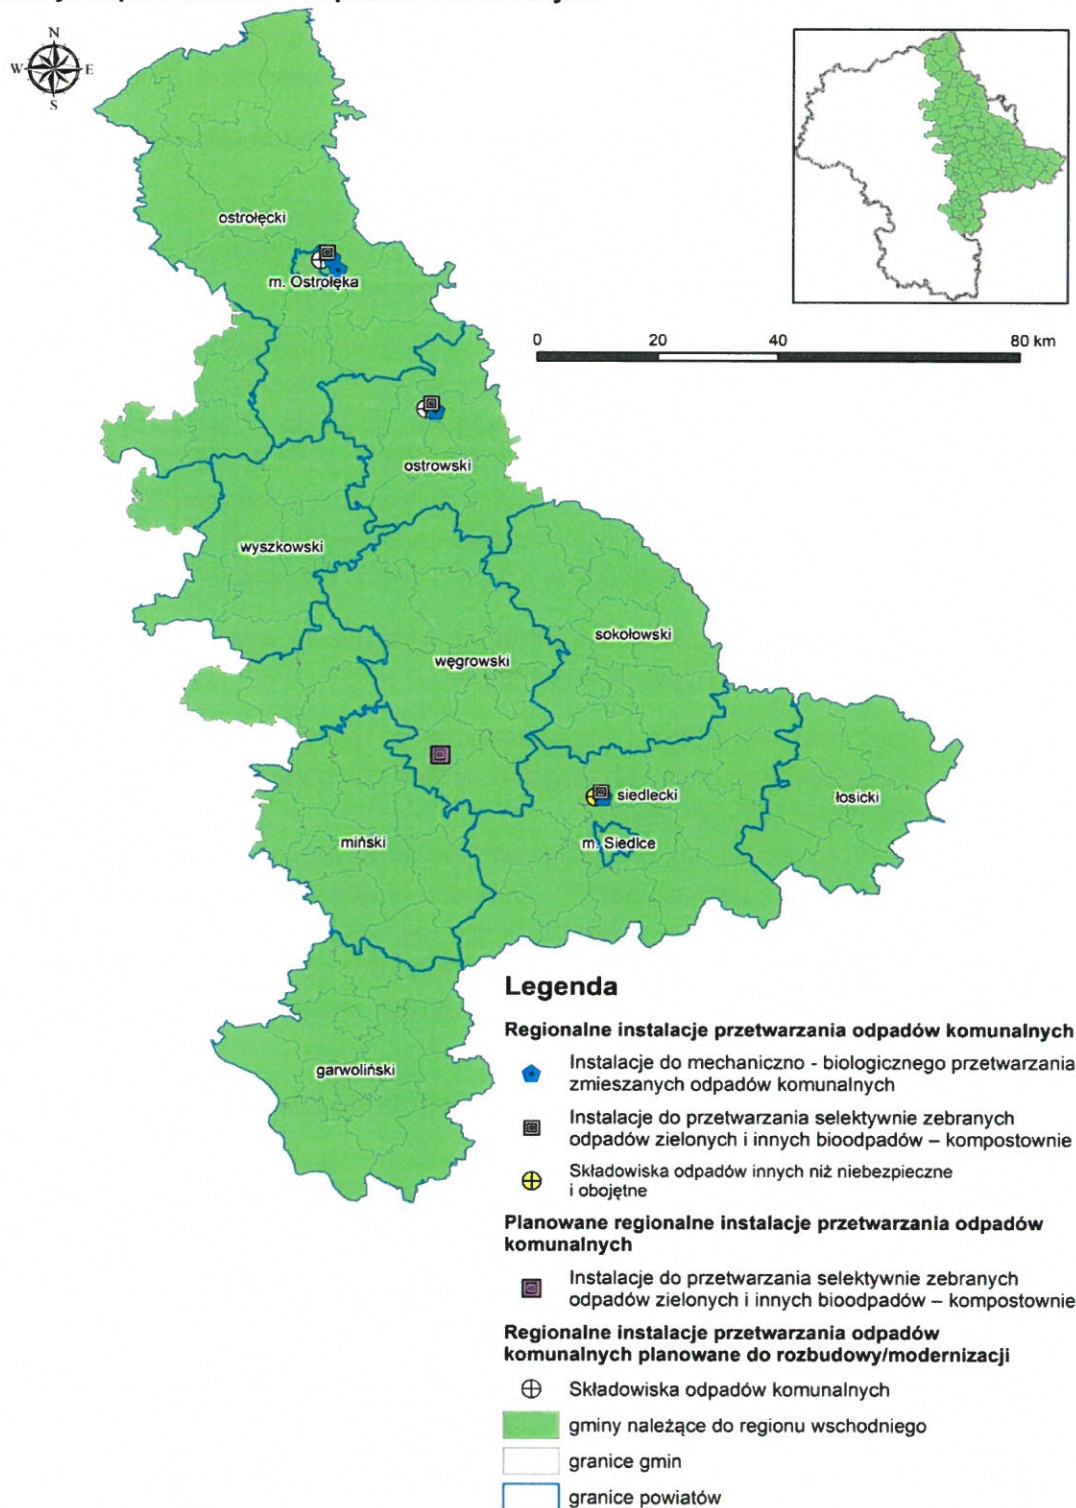 N
W E
S
ostrołęcki
m. Ostrołęka
0 20 40 80 km
ostrowski
wyszkowski
sokołowski
węgrowski
siedlecki
łosicki
m. Siedlce
miński
garwoliński
Legenda
Regionalne instalacje przetwarzania odpadów komunalnych
Instalacje do mechaniczno - biologicznego przetwarzania
zmieszanych odpadów komunalnych
Instalacje do przetwarzania selektywnie zebranych
odpadów zielonych i innych bioodpadów – kompostownie
Składowiska odpadów innych niż niebezpieczne
i obojętne
Planowane regionalne instalacje przetwarzania odpadów
komunalnych
Instalacje do przetwarzania selektywnie zebranych
odpadów zielonych i innych bioodpadów – kompostownie
Regionalne instalacje przetwarzania odpadów
komunalnych planowane do rozbudowy/modernizacji
Składowiska odpadów komunalnych
gminy należące do regionu wschodniego
granice gmin
granice powiatów